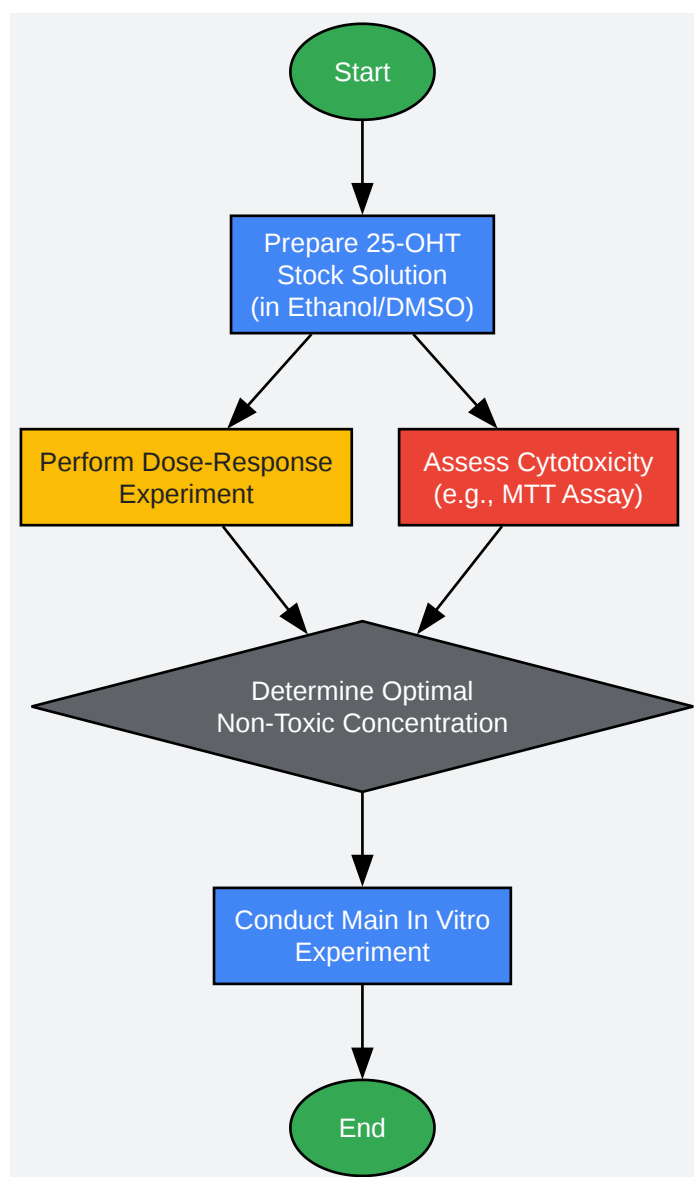 Start
Prepare 25-OHT
Stock Solution
(in Ethanol/DMSO)
Perform Dose-Response
Experiment
Assess Cytotoxicity
(e.g., MTT Assay)
Determine Optimal
Non-Toxic Concentration
Conduct Main In Vitro
Experiment
End